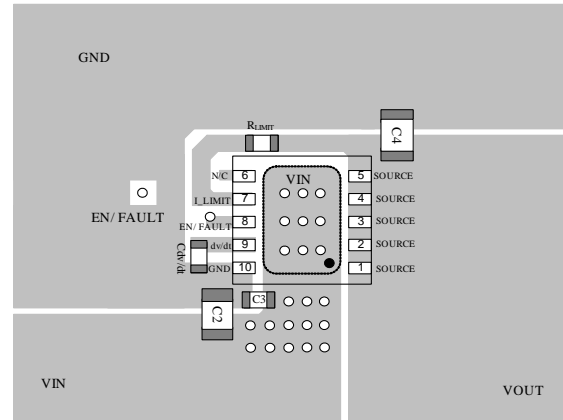 GND
C4
RLIMIT
N/C 6 VIN 5 SOURCE
I_LIMIT 7 4 SOURCE
EN/ FAULT
EN/ FAULT 8 3 SOURCE
Cdv/dt
dv/dt 9 2 SOURCE
GND 10 1 SOURCE
C2
C3
VIN
VOUT